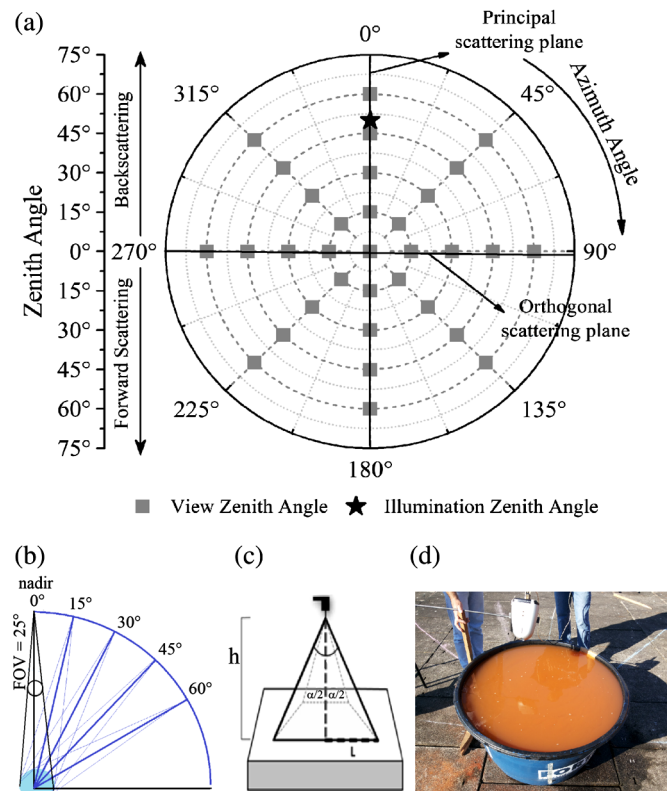 (a)
Principal
scattering plane
0°
75°
60°
45°
30°
15°
0°
15°
30°
45°
60°
75°
Zenith Angle
Backscattering
Forward Scattering
315°
45°
Azimuth Angle
270°
90°
Orthogonal
scattering plane
225°
135°
180°
View Zenith Angle
Illumination Zenith Angle
(b)
nadir
0°
15°
30°
45°
60°
FOV = 25°
(c)
h
α/2 α/2
L
(d)